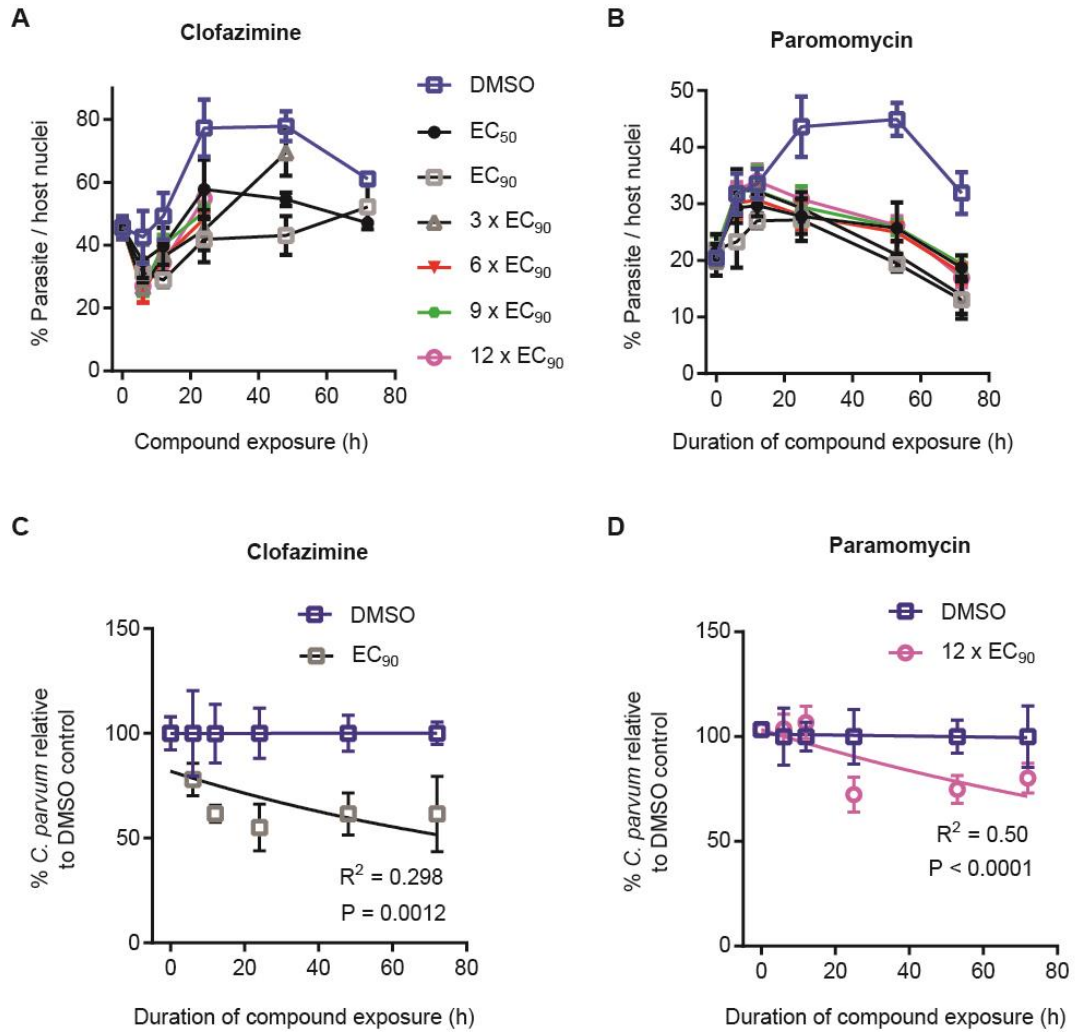 A
Clofazimine
% Parasite / host nuclei
80
60
40
20
0
0 20 40 60 80
Compound exposure (h)
DMSO
EC50
EC90
3 x EC90
6 x EC90
9 x EC90
12 x EC90
B
Paromomycin
% Parasite / host nuclei
50
40
30
20
10
0
0 20 40 60 80
Duration of compound exposure (h)
C
Clofazimine
DMSO
EC90
% C. parvum relative
to DMSO control
150
100
50
0
R2 = 0.298
P = 0.0012
0 20 40 60 80
Duration of compound exposure (h)
D
Paramomycin
DMSO
12 x EC90
% C. parvum relative
to DMSO control
150
100
50
0
R2 = 0.50
P < 0.0001
0 20 40 60 80
Duration of compound exposure (h)